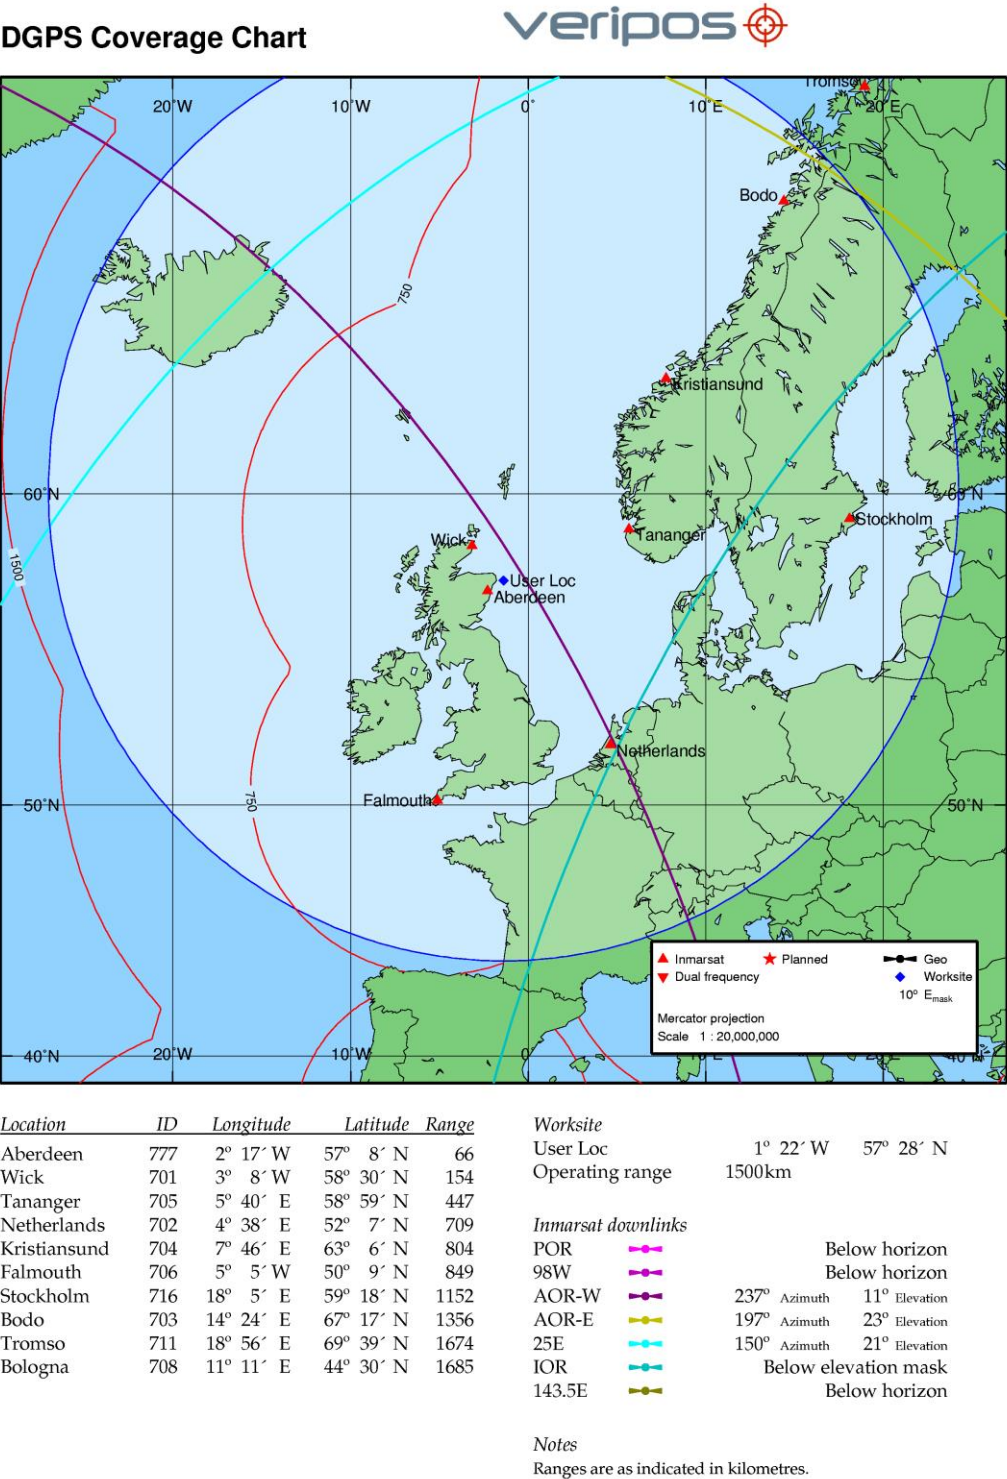 DGPS Coverage Chart
veripos
Tromso
20°W 10°W 0° 10°E 20°E
Bodo
750
Kristiansund
60°N 60°N
Stockholm
Tananger
Wick
1500
User Loc
Aberdeen
Netherlands
750
Falmouth
50°N 50°N
Inmarsat Planned Geo
Dual frequency Worksite
10° Emask
Mercator projection
Scale 1 : 20,000,000
40°N 20°W 10°W 0° 10°E 20°E 40°N
Location ID Longitude Latitude Range
Aberdeen 777 2° 17´ W 57° 8´ N 66
Wick 701 3° 8´ W 58° 30´ N 154
Tananger 705 5° 40´ E 58° 59´ N 447
Netherlands 702 4° 38´ E 52° 7´ N 709
Kristiansund 704 7° 46´ E 63° 6´ N 804
Falmouth 706 5° 5´ W 50° 9´ N 849
Stockholm 716 18° 5´ E 59° 18´ N 1152
Bodo 703 14° 24´ E 67° 17´ N 1356
Tromso 711 18° 56´ E 69° 39´ N 1674
Bologna 708 11° 11´ E 44° 30´ N 1685
Worksite
User Loc 1° 22´ W 57° 28´ N
Operating range 1500km
Inmarsat downlinks
POR Below horizon
98W Below horizon
AOR-W 237° Azimuth 11° Elevation
AOR-E 197° Azimuth 23° Elevation
25E 150° Azimuth 21° Elevation
IOR Below elevation mask
143.5E Below horizon
Notes
Ranges are as indicated in kilometres.